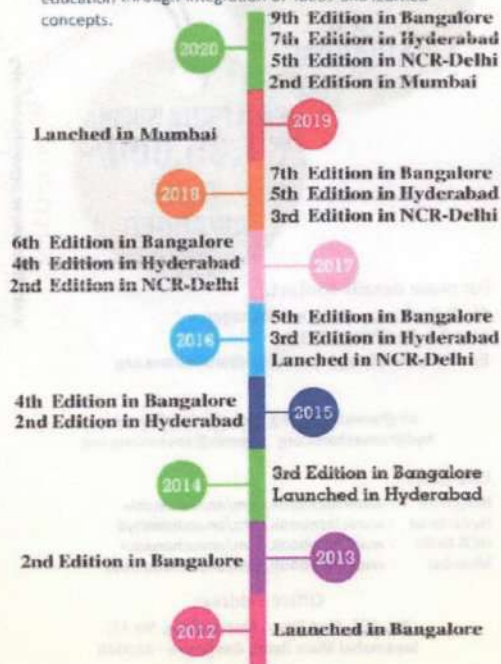 concepts.
2020
9th Edition in Bangalore
7th Edition in Hyderabad
5th Edition in NCR-Delhi
2nd Edition in Mumbai
Lanched in Mumbai
2019
2018
7th Edition in Bangalore
5th Edition in Hyderabad
3rd Edition in NCR-Delhi
6th Edition in Bangalore
4th Edition in Hyderabad
2nd Edition in NCR-Delhi
2017
2016
5th Edition in Bangalore
3rd Edition in Hyderabad
Lanched in NCR-Delhi
4th Edition in Bangalore
2nd Edition in Hyderabad
2015
2014
3rd Edition in Bangalore
Launched in Hyderabad
2nd Edition in Bangalore
2013
2012
Launched in Bangalore